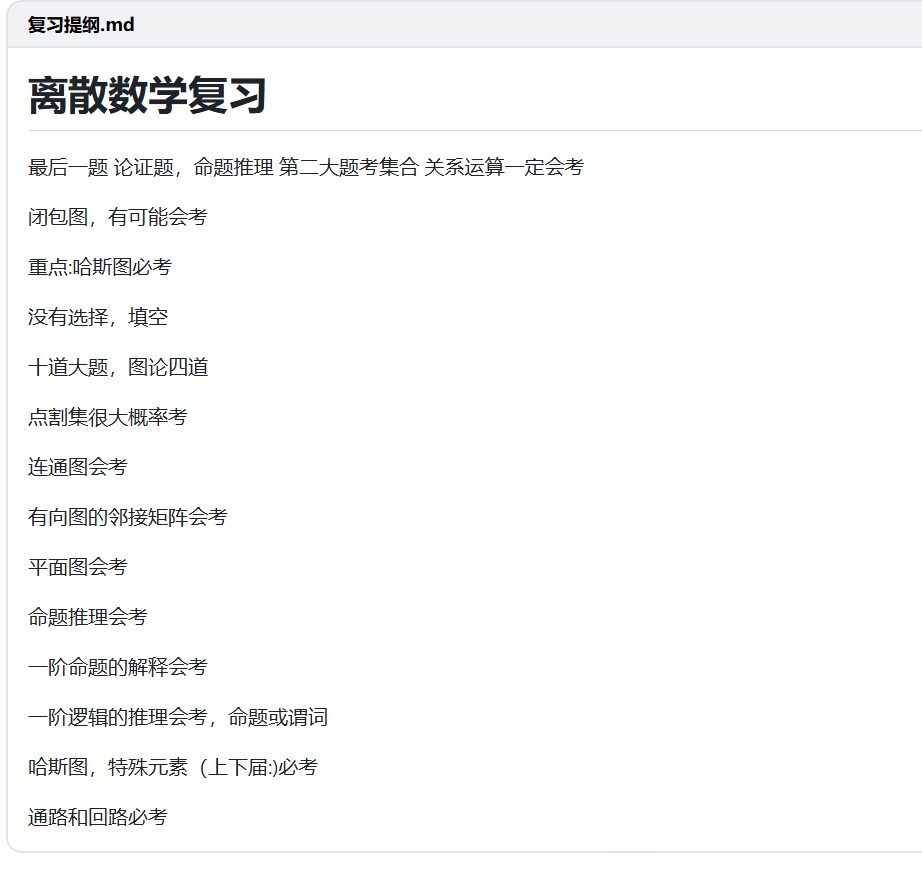 复习提纲.md
离散数学复习
最后一题 论证题，命题推理 第二大题考集合 关系运算一定会考
闭包图，有可能会考
重点:哈斯图必考
没有选择，填空
十道大题，图论四道
点割集很大概率考
连通图会考
有向图的邻接矩阵会考
平面图会考
命题推理会考
一阶命题的解释会考
一阶逻辑的推理会考，命题或谓词
哈斯图，特殊元素（上下届:)必考
通路和回路必考